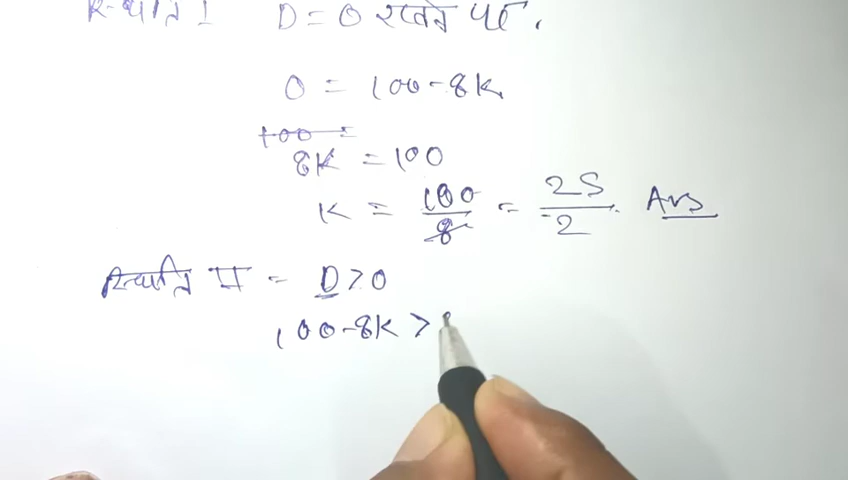 स्थिति I D = 0 रखने पर,
0 = 100 - 8K
100 =
8K = 100
K = 100/8 = 25/2 Ans
स्थिति II - D > 0
100 - 8K >